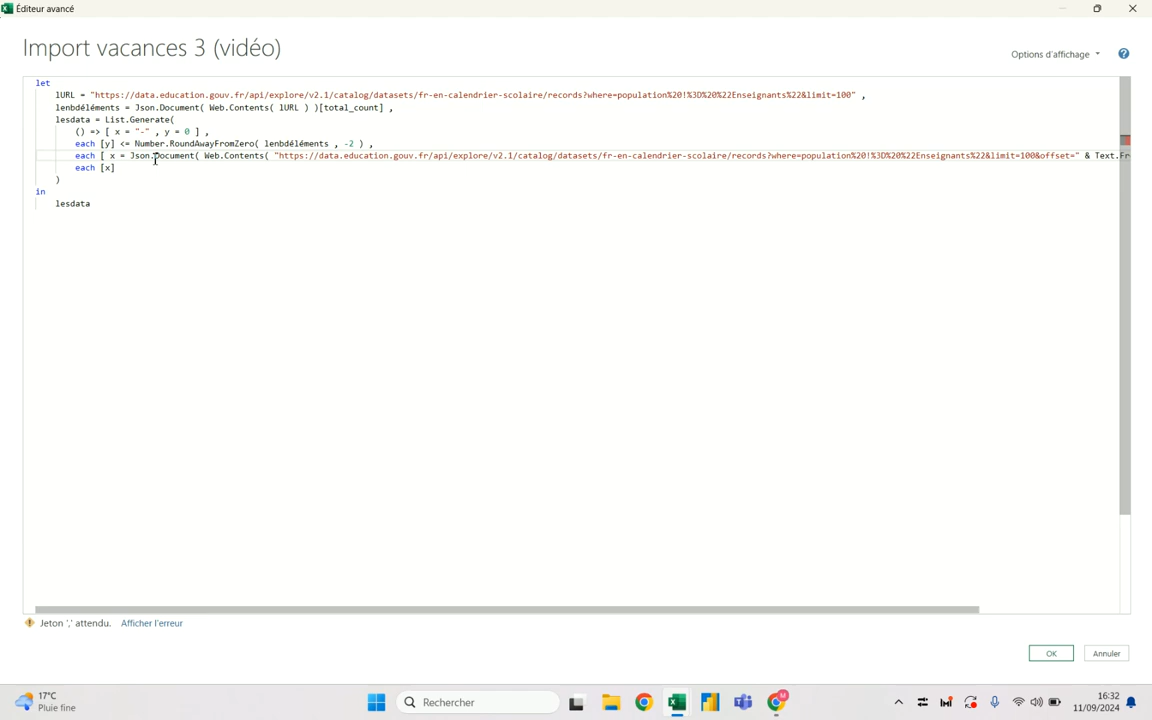 Éditeur avancé
Import vacances 3 (vidéo)
Options d'affichage
let
lURL = "https://data.education.gouv.fr/api/explore/v2.1/catalog/datasets/fr-en-calendrier-scolaire/records?where=population%20!%3D%20%22Enseignants%22&limit=100" ,
lenbdéléments = Json.Document( Web.Contents( lURL ) )[total_count] ,
lesdata = List.Generate(
() => [ x = "-" , y = 0 ] ,
each [y] <= Number.RoundAwayFromZero( lenbdéléments , -2 ) ,
each [ x = Json.Document( Web.Contents( "https://data.education.gouv.fr/api/explore/v2.1/catalog/datasets/fr-en-calendrier-scolaire/records?where=population%20!%3D%20%22Enseignants%22&limit=100&offset=" & Text.Fr
each [x]
)
in
lesdata
Jeton ',' attendu. Afficher l'erreur
OK Annuler
17°C
Pluie fine
Rechercher
16:32
11/09/2024